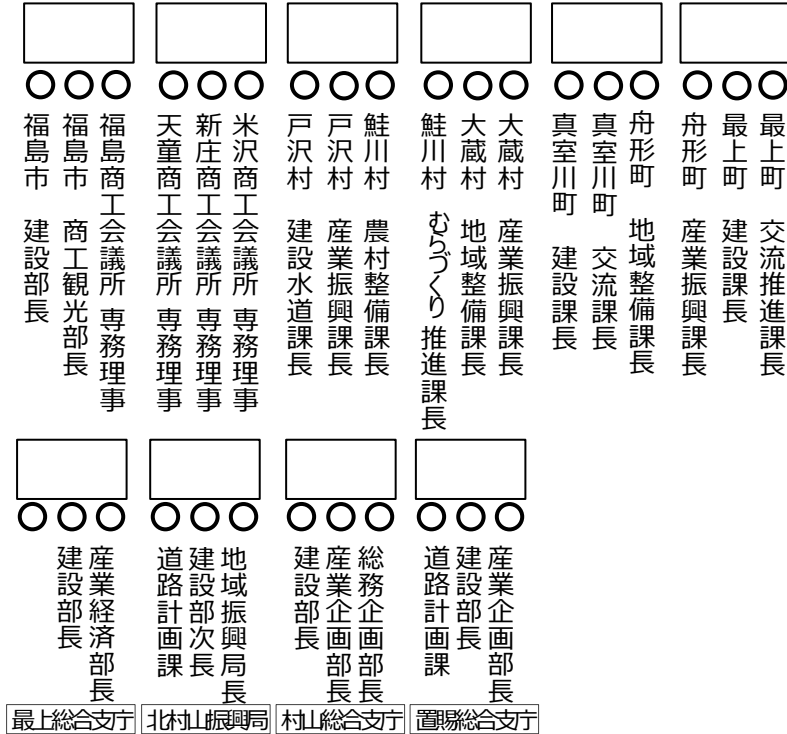 最上町 交流推進課長
最上町 建設課長
舟形町 産業振興課長
舟形町 地域整備課長
真室川町 交流課長
真室川町 建設課長
大蔵村 産業振興課長
大蔵村 地域整備課長
鮭川村 むらづくり推進課長
鮭川村 農村整備課長
戸沢村 産業振興課長
戸沢村 建設水道課長
米沢商工会議所 専務理事
新庄商工会議所 専務理事
天童商工会議所 専務理事
福島商工会議所 専務理事
福島市 商工観光部長
福島市 建設部長
産業企画部長
建設部長
道路計画課
置賜総合支庁
総務企画部長
産業企画部長
建設部長
村山総合支庁
地域振興局長
建設部次長
道路計画課
北村山振興局
産業経済部長
建設部長
最上総合支庁